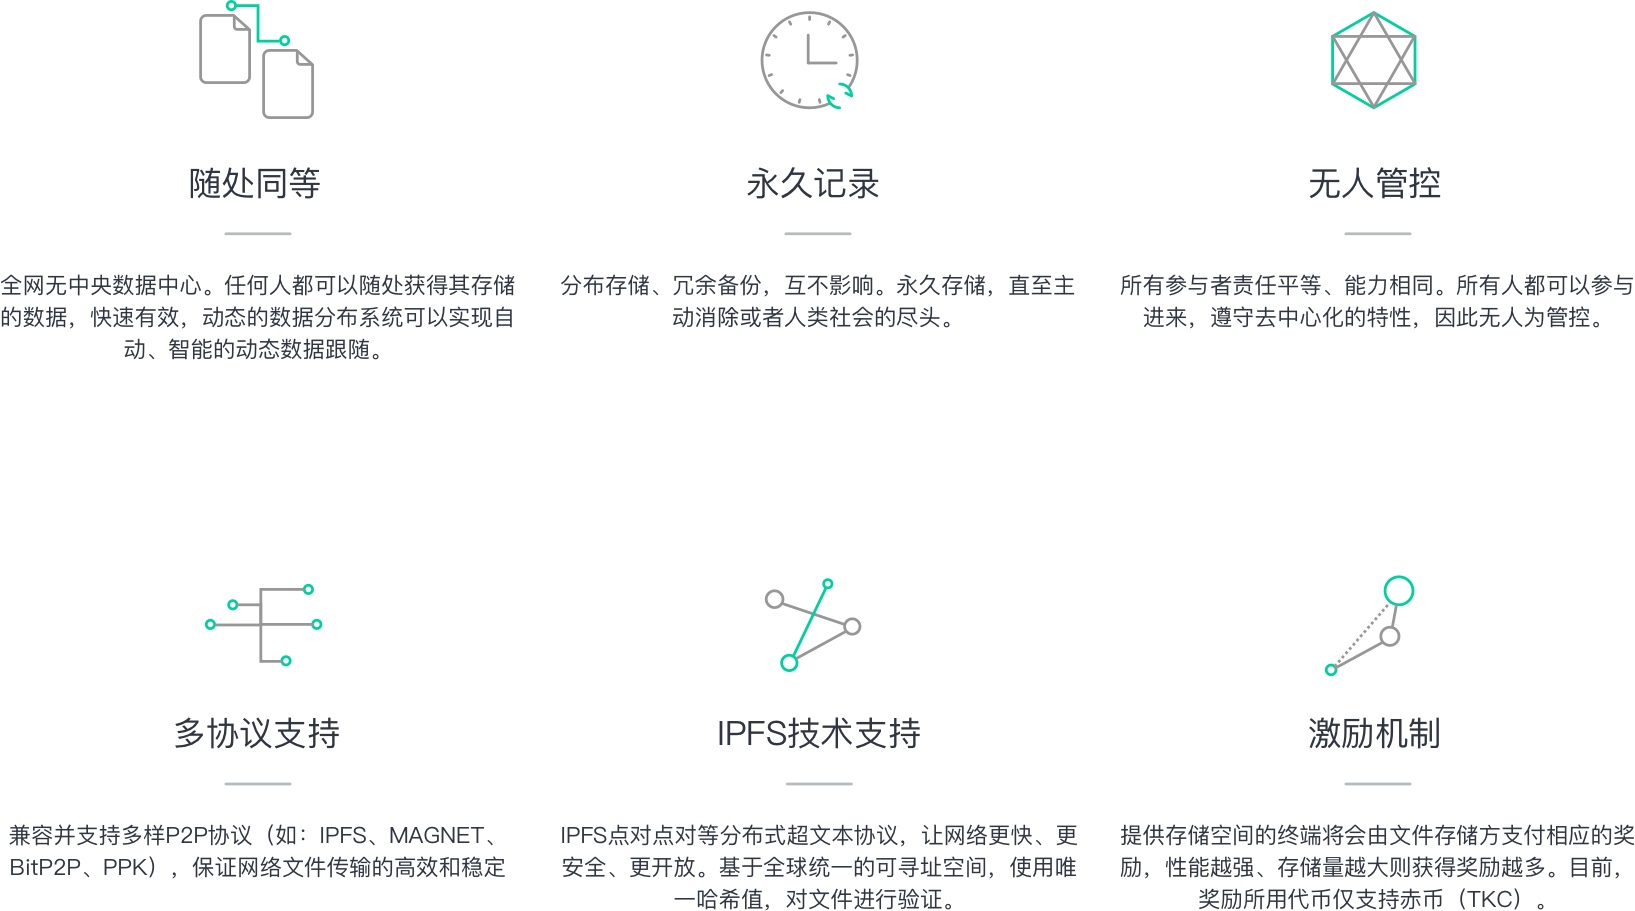 随处同等
全网无中央数据中心。任何人都可以随处获得其存储
的数据，快速有效，动态的数据分布系统可以实现自
动、智能的动态数据跟随。
永久记录
分布存储、冗余备份，互不影响。永久存储，直至主
动消除或者人类社会的尽头。
无人管控
所有参与者责任平等、能力相同。所有人都可以参与
进来，遵守去中心化的特性，因此无人为管控。
多协议支持
兼容并支持多样P2P协议（如：IPFS、MAGNET、
BitP2P、PPK），保证网络文件传输的高效和稳定
IPFS技术支持
IPFS点对点对等分布式超文本协议，让网络更快、更
安全、更开放。基于全球统一的可寻址空间，使用唯
一哈希值，对文件进行验证。
激励机制
提供存储空间的终端将会由文件存储方支付相应的奖
励，性能越强、存储量越大则获得奖励越多。目前，
奖励所用代币仅支持赤币（TKC）。